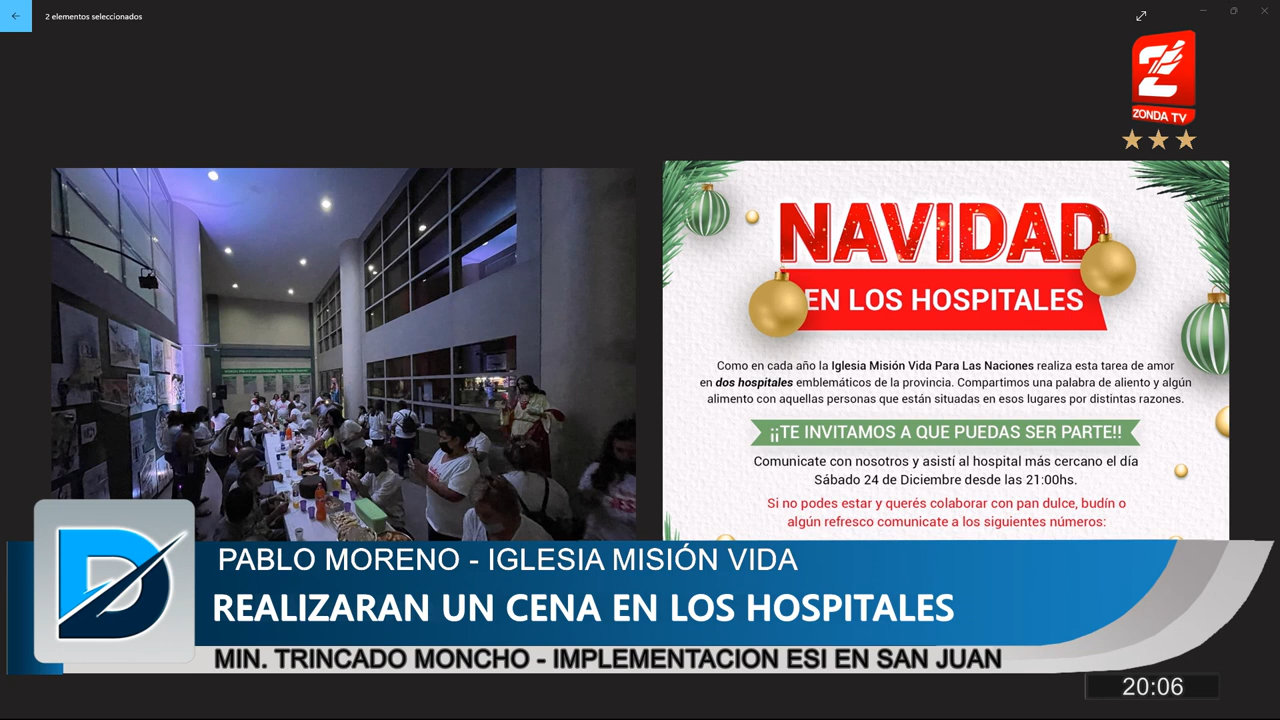 2 elementos seleccionados
ZONDA TV
NAVIDAD
EN LOS HOSPITALES
Como en cada año la Iglesia Misión Vida Para Las Naciones realiza esta tarea de amor
en dos hospitales emblemáticos de la provincia. Compartimos una palabra de aliento y algún
alimento con aquellas personas que están situadas en esos lugares por distintas razones.
¡¡TE INVITAMOS A QUE PUEDAS SER PARTE!!
Comunicate con nosotros y asistí al hospital más cercano el día
Sábado 24 de Diciembre desde las 21:00hs.
Si no podes estar y querés colaborar con pan dulce, budín o
algún refresco comunicate a los siguientes números:
PABLO MORENO - IGLESIA MISIÓN VIDA
REALIZARAN UN CENA EN LOS HOSPITALES
MIN. TRINCADO MONCHO - IMPLEMENTACION ESI EN SAN JUAN
20:06